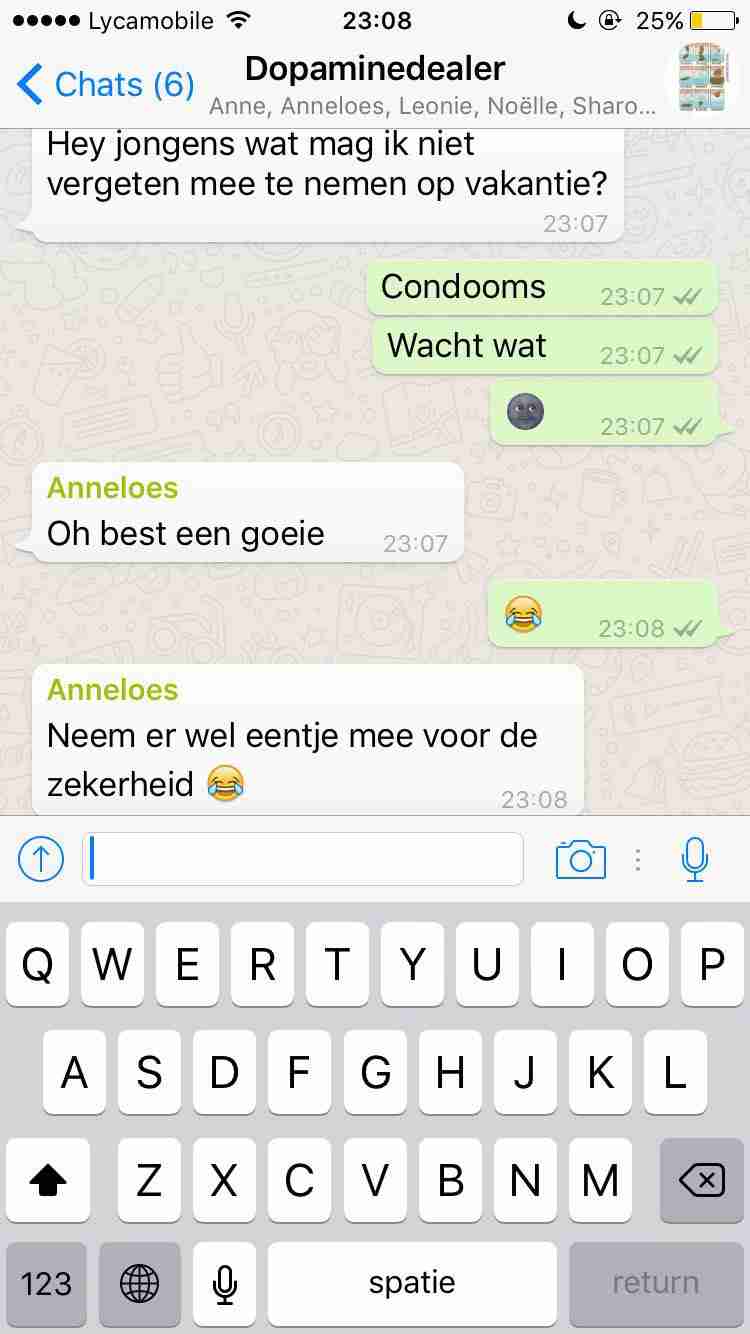 Lycamobile 23:08 25%
Chats (6)
Dopaminedealer
Anne, Anneloes, Leonie, Noëlle, Sharo...
Hey jongens wat mag ik niet
vergeten mee te nemen op vakantie?
23:07
Condooms 23:07
Wacht wat 23:07
🌚 23:07
Anneloes
Oh best een goeie 23:07
😂 23:08
Anneloes
Neem er wel eentje mee voor de
zekerheid 😂 23:08
Q W E R T Y U I O P
A S D F G H J K L
Z X C V B N M
123 spatie return